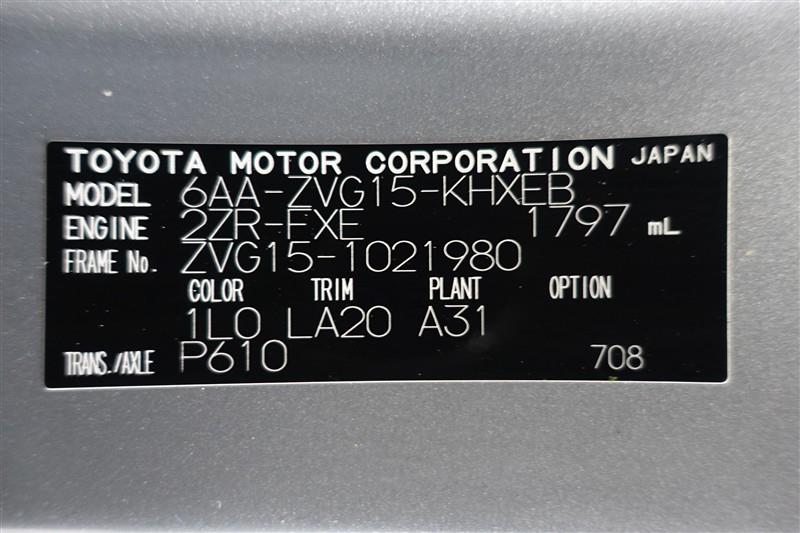 TOYOTA MOTOR CORPORATION JAPAN
MODEL 6AA-ZVG15-KHXEB
ENGINE 2ZR-FXE 1797 mL
FRAME No. ZVG15-1021980
COLOR TRIM PLANT OPTION
1L0 LA20 A31
TRANS./AXLE P610 708